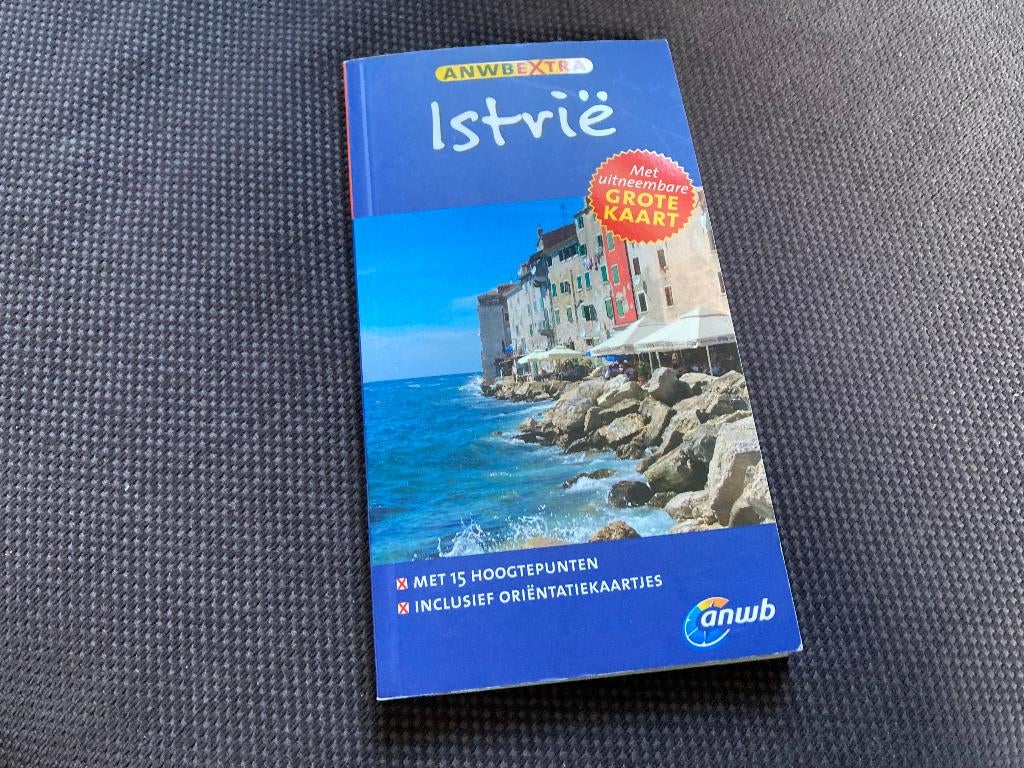 ANWBEXTRA
Istrië
Met
uitneembare
GROTE
KAART
MET 15 HOOGTEPUNTEN
INCLUSIEF ORIËNTATIEKAARTJES
anwb